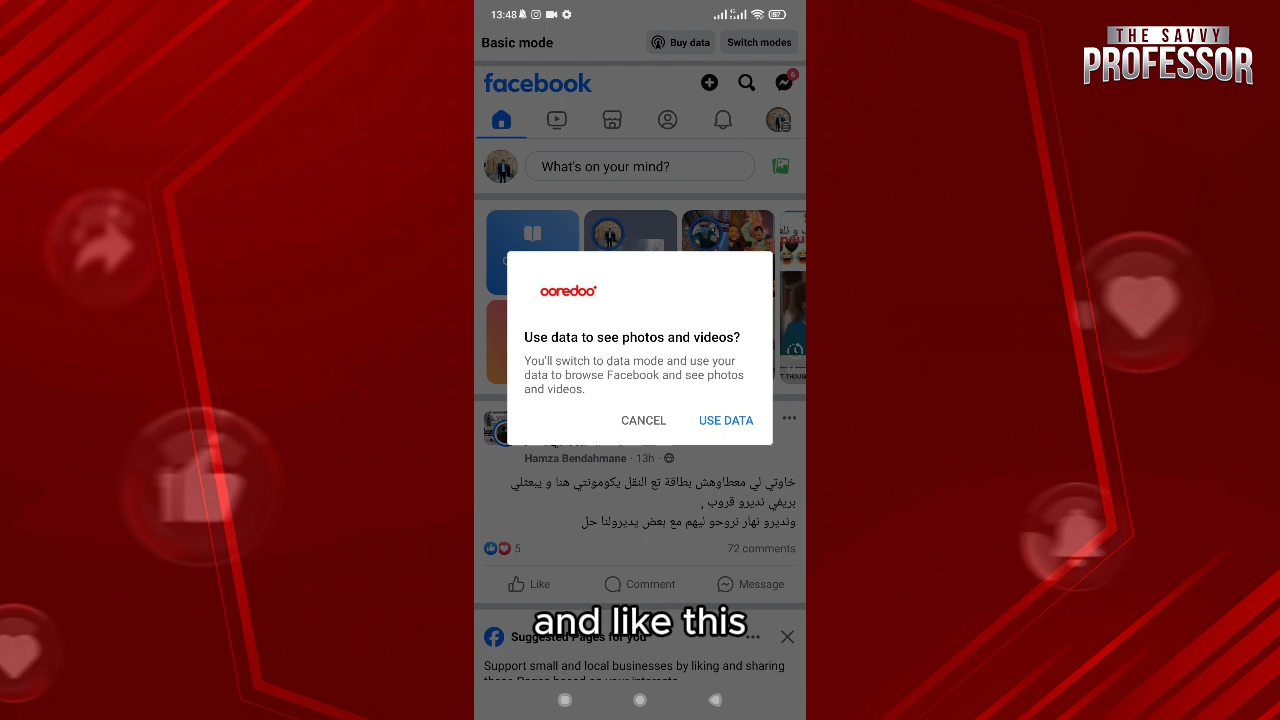 THE SAVVY
PROFESSOR
13:48
Basic mode
Buy data
Switch modes
facebook
6
What's on your mind?
ooredoo
Use data to see photos and videos?
You'll switch to data mode and use your
data to browse Facebook and see photos
and videos.
CANCEL
USE DATA
Hamza Bendahmane · 13h ·
خاوتي لي معطاوهش بطاقة تع النقل يكومونتي هنا و يبعثلي
بريفي نديرو قروب ,
ونديرو نهار نروحو ليهم مع بعض يديرولنا حل
5
72 comments
Like
Comment
Message
and like this
Suggested Pages for you
Support small and local businesses by liking and sharing